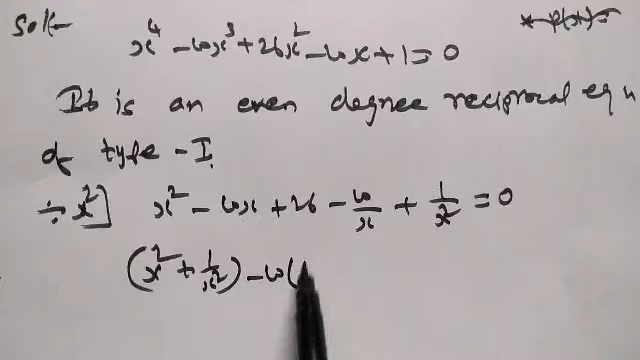 Sol:-
x⁴ - 10x³ + 26x² - 10x + 1 = 0
It is an even degree reciprocal equn
of type - I.
÷ x²] x² - 10x + 26 - 10/x + 1/x² = 0
(x² + 1/x²) - 10(